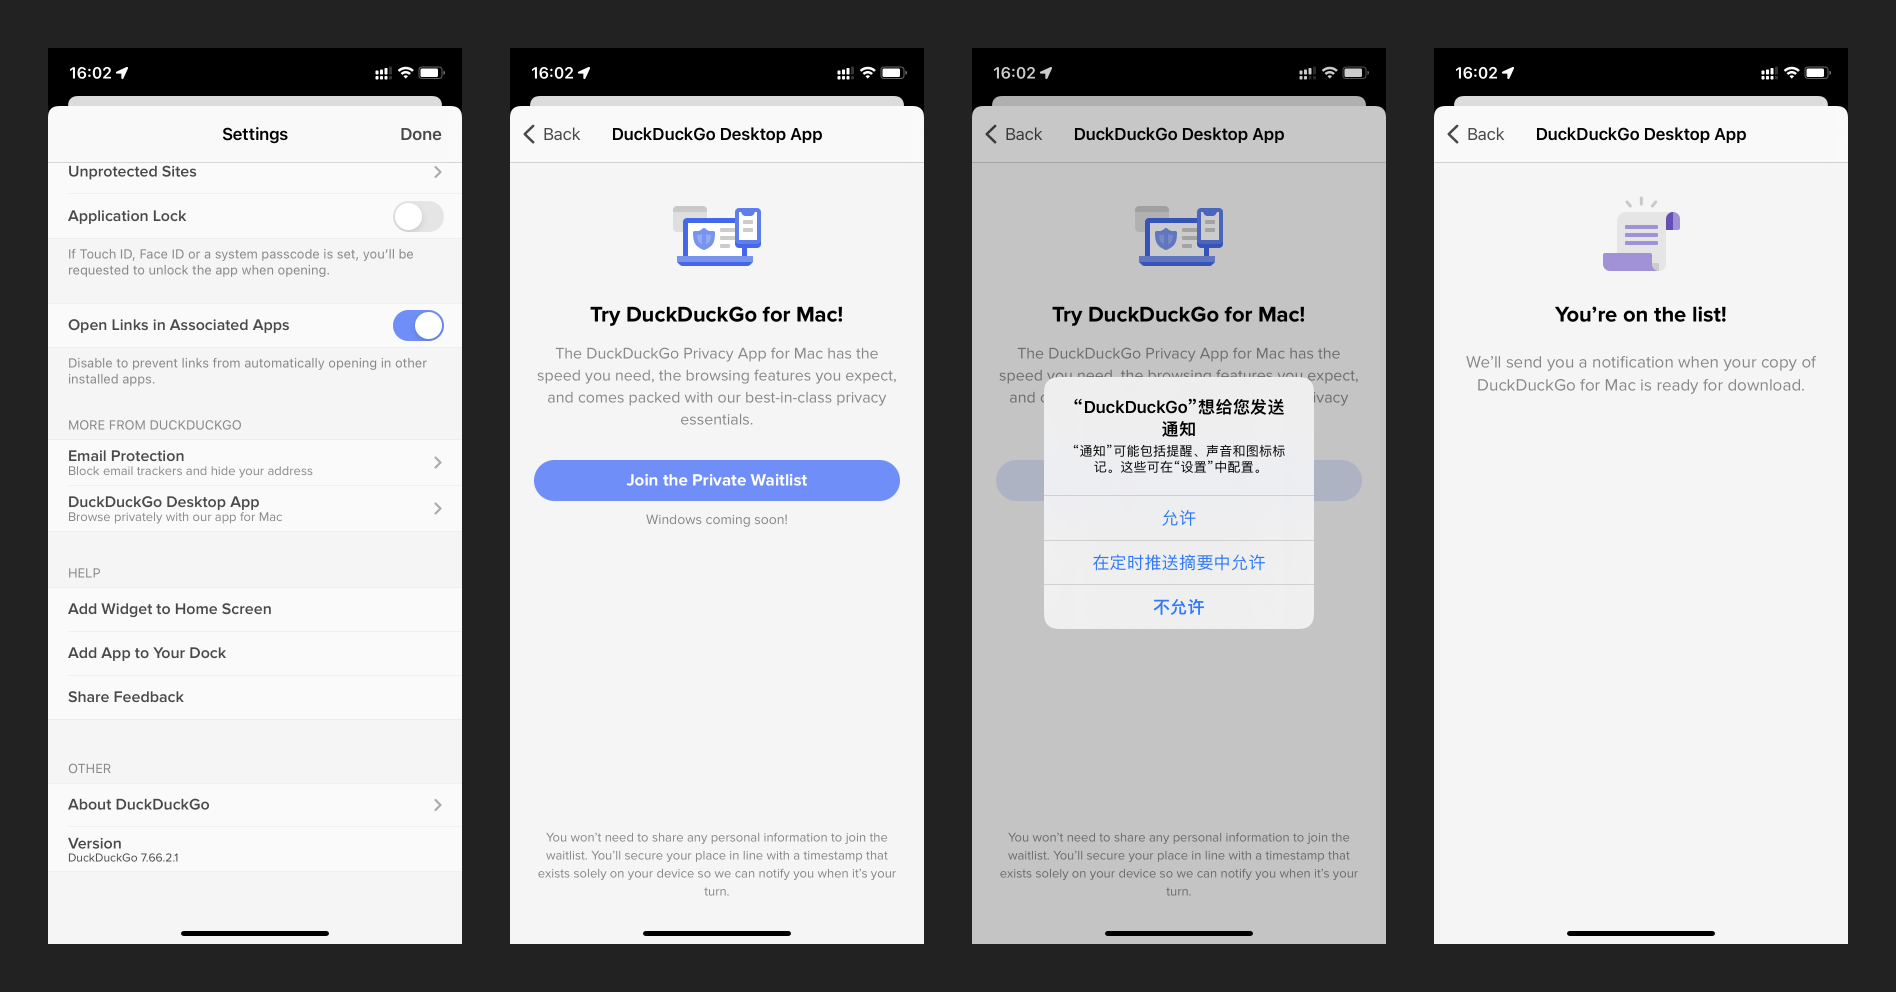 16:02
Settings
Done
Unprotected Sites
Application Lock
If Touch ID, Face ID or a system passcode is set, you'll be
requested to unlock the app when opening.
Open Links in Associated Apps
Disable to prevent links from automatically opening in other
installed apps.
MORE FROM DUCKDUCKGO
Email Protection
Block email trackers and hide your address
DuckDuckGo Desktop App
Browse privately with our app for Mac
HELP
Add Widget to Home Screen
Add App to Your Dock
Share Feedback
OTHER
About DuckDuckGo
Version
DuckDuckGo 7.66.2.1
16:02
Back
DuckDuckGo Desktop App
Try DuckDuckGo for Mac!
The DuckDuckGo Privacy App for Mac has the
speed you need, the browsing features you expect,
and comes packed with our best-in-class privacy
essentials.
Join the Private Waitlist
Windows coming soon!
You won't need to share any personal information to join the
waitlist. You'll secure your place in line with a timestamp that
exists solely on your device so we can notify you when it's your
turn.
16:02
Back
DuckDuckGo Desktop App
Try DuckDuckGo for Mac!
The DuckDuckGo Privacy App for Mac has the
speed you need, the browsing features you expect,
“DuckDuckGo”想给您发送
通知
“通知”可能包括提醒、声音和图标标
记。这些可在“设置”中配置。
允许
在定时推送摘要中允许
不允许
You won't need to share any personal information to join the
waitlist. You'll secure your place in line with a timestamp that
exists solely on your device so we can notify you when it's your
turn.
16:02
Back
DuckDuckGo Desktop App
You're on the list!
We'll send you a notification when your copy of
DuckDuckGo for Mac is ready for download.